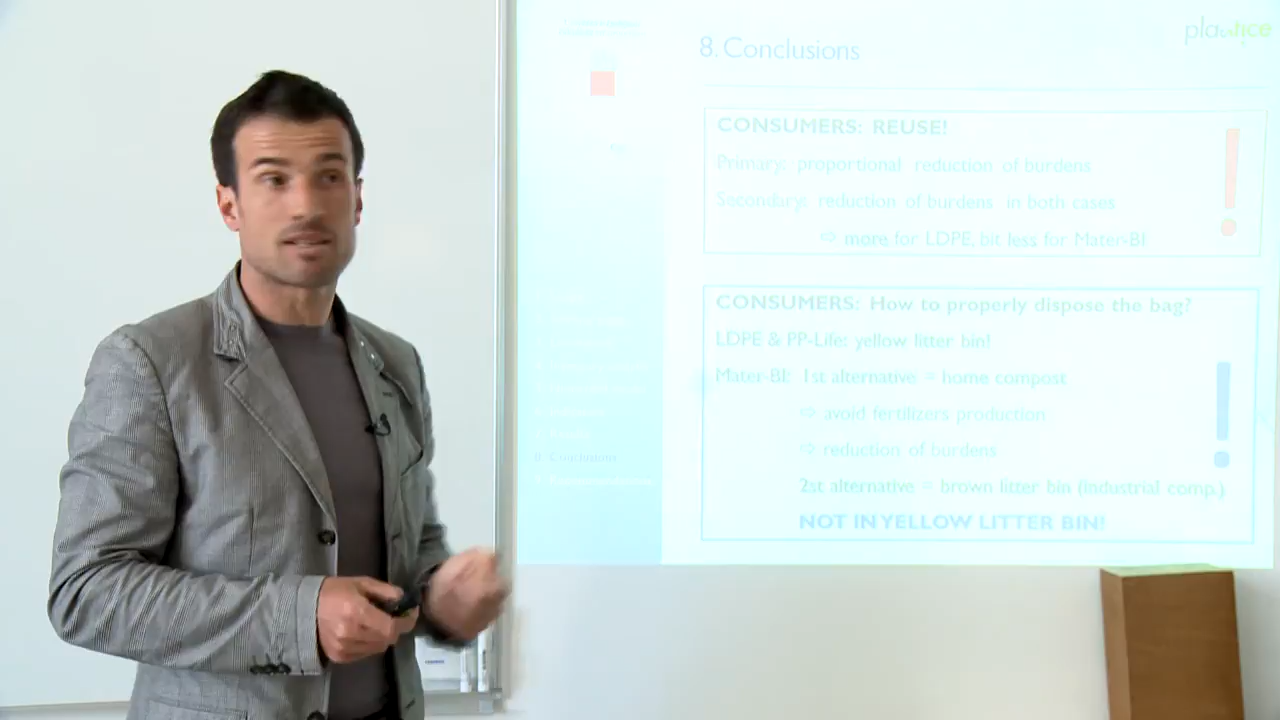 plastice
8. Conclusions
CONSUMERS: REUSE!
Primary: proportional reduction of burdens
Secondary: reduction of burdens in both cases
⇨ more for LDPE, bit less for Mater-BI
CONSUMERS: How to properly dispose the bag?
LDPE & PP-Life: yellow litter bin!
Mater-BI: 1st alternative = home compost
⇨ avoid fertilizers production
⇨ reduction of burdens
2st alternative = brown litter bin (industrial comp.)
NOT IN YELLOW LITTER BIN!
8. Conclusions